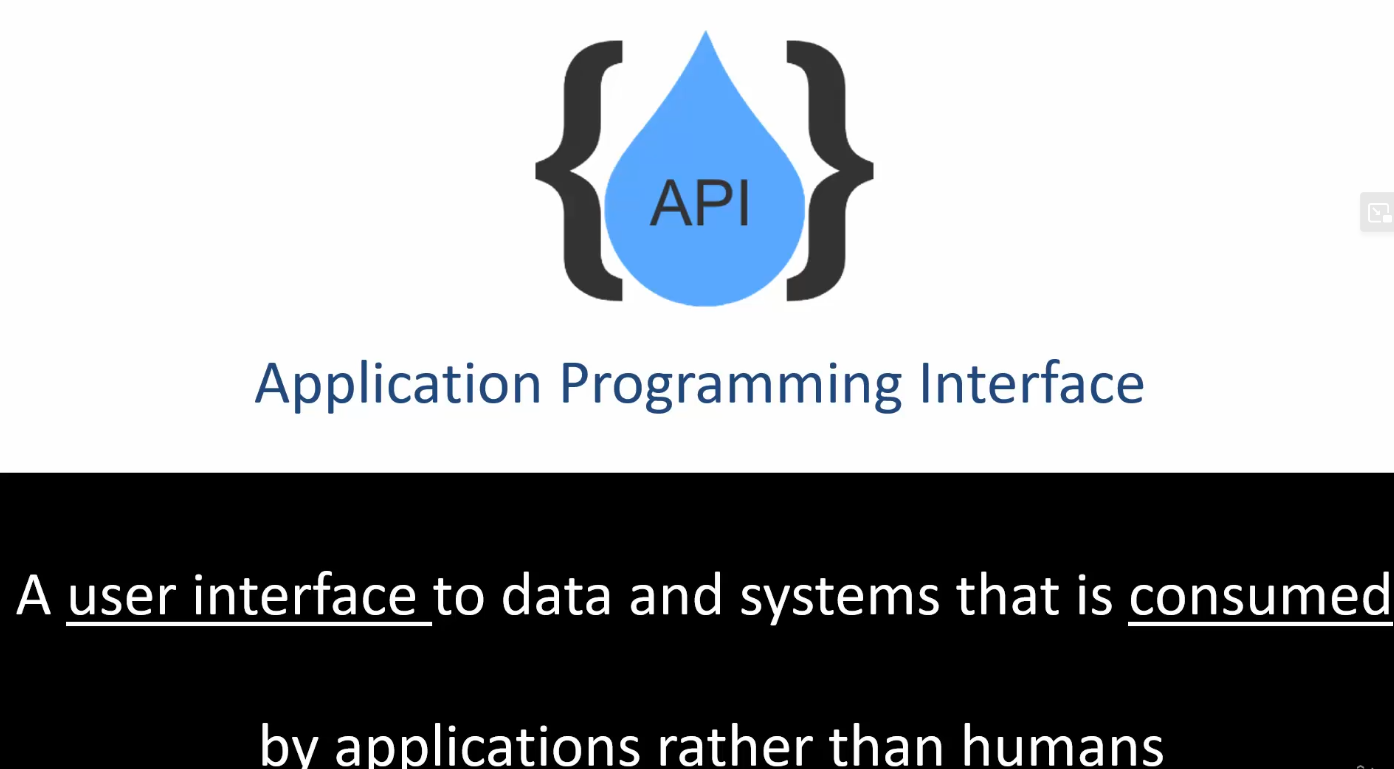 API
Application Programming Interface
A user interface to data and systems that is consumed
by applications rather than humans